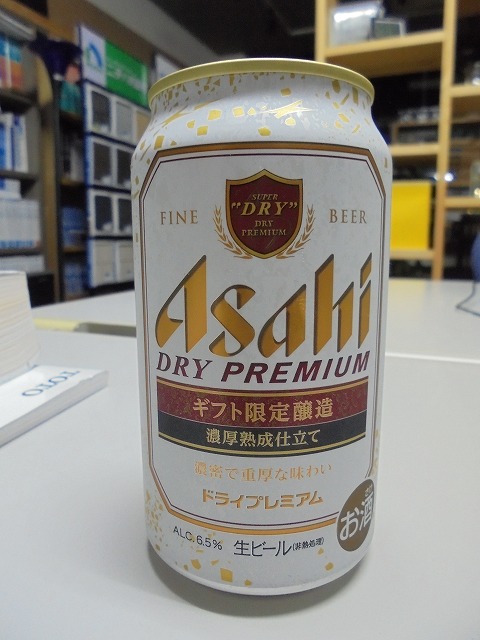 SUPER
"DRY"
DRY
PREMIUM
FINE BEER
Asahi
DRY PREMIUM
ギフト限定醸造
濃厚熟成仕立て
濃密で重厚な味わい
ドライプレミアム
お酒
ALC.6.5% 生ビール(非熱処理)
TOTO